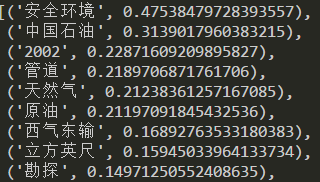 [('安全环境', 0.47538479728393557),
('中国石油', 0.3139017960383215),
('2002', 0.22871609209895827),
('管道', 0.2189706871761706),
('天然气', 0.21238361257167085),
('原油', 0.21197091845432536),
('西气东输', 0.16892763533180383),
('立方英尺', 0.15945033964133734),
('勘探', 0.14971250552408635),